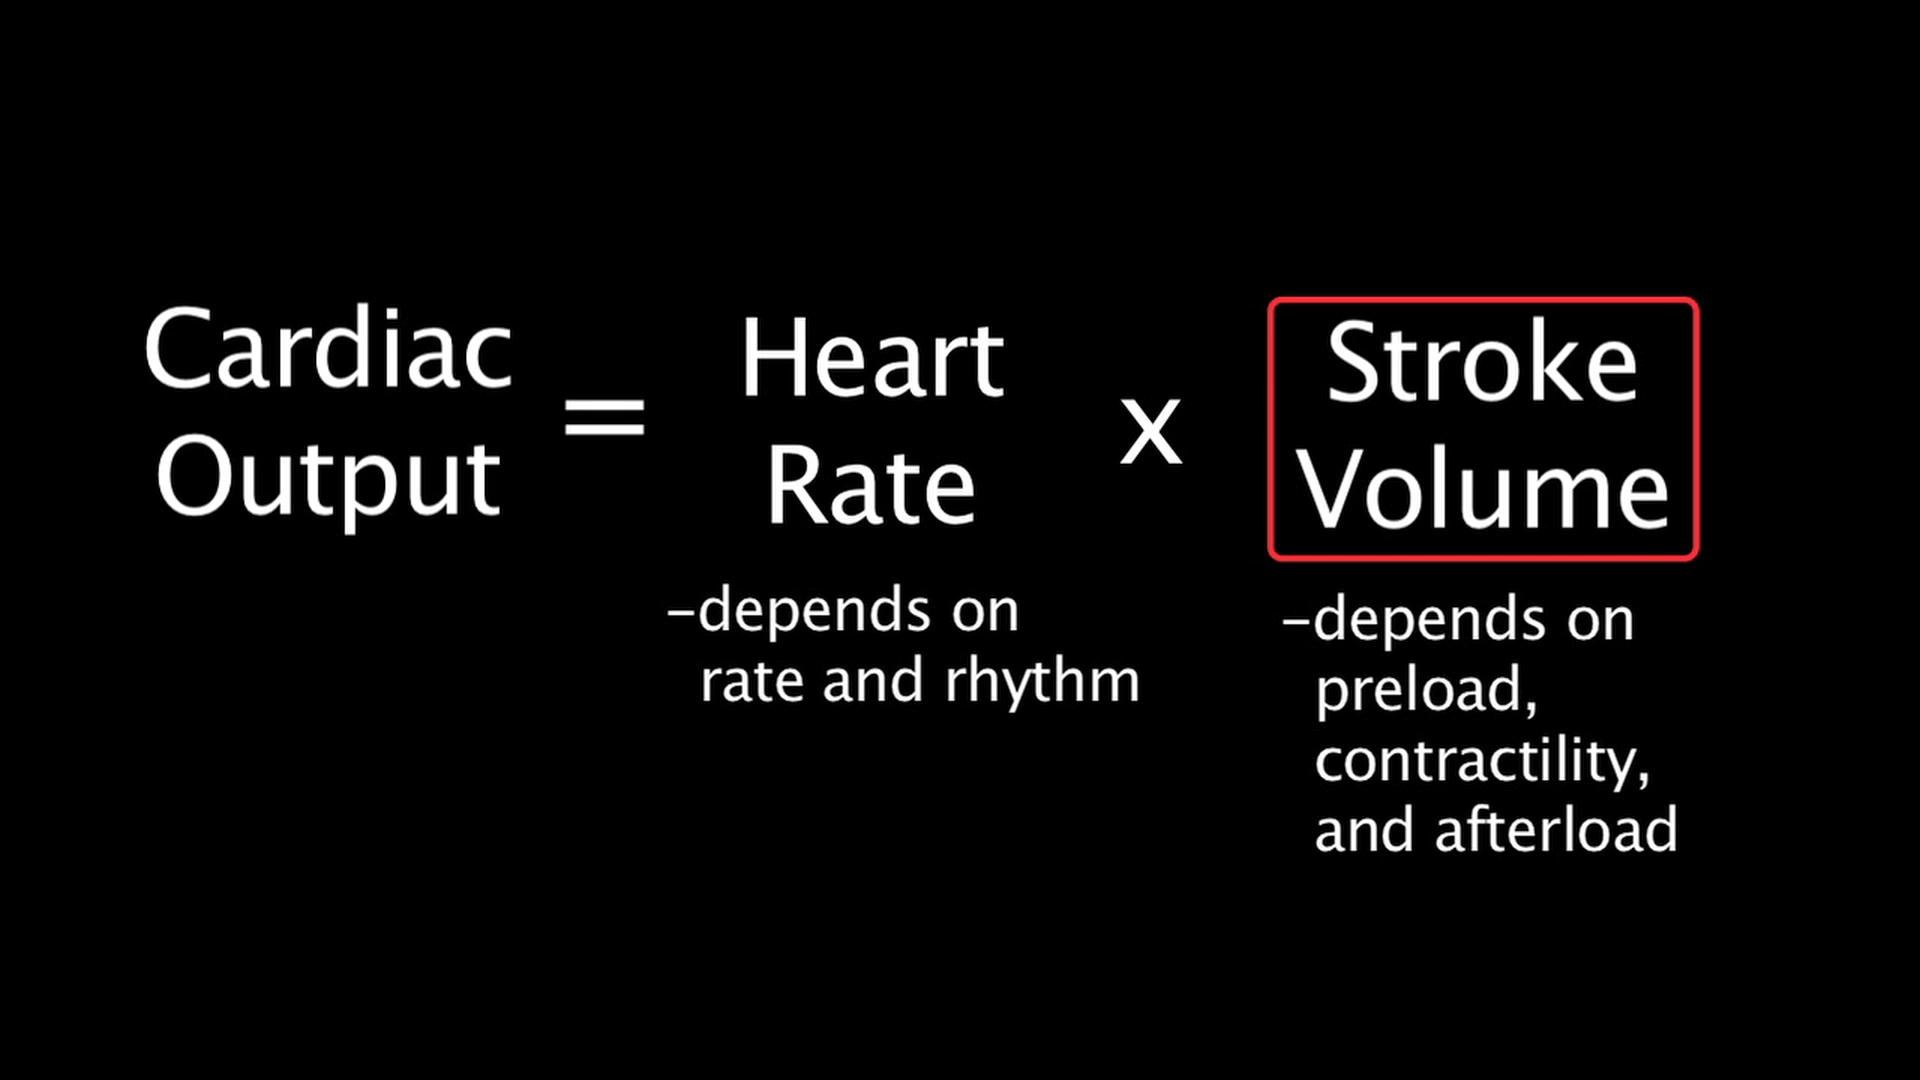 Cardiac
Output
=
Heart
Rate
x
Stroke
Volume
-depends on
rate and rhythm
-depends on
preload,
contractility,
and afterload